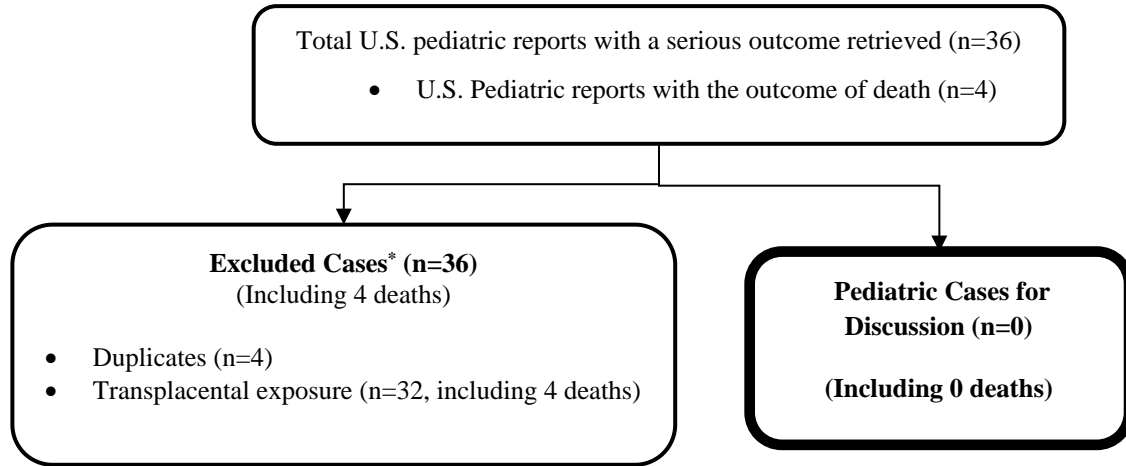 Total U.S. pediatric reports with a serious outcome retrieved (n=36)
• U.S. Pediatric reports with the outcome of death (n=4)
Excluded Cases* (n=36)
(Including 4 deaths)
• Duplicates (n=4)
• Transplacental exposure (n=32, including 4 deaths)
Pediatric Cases for
Discussion (n=0)
(Including 0 deaths)